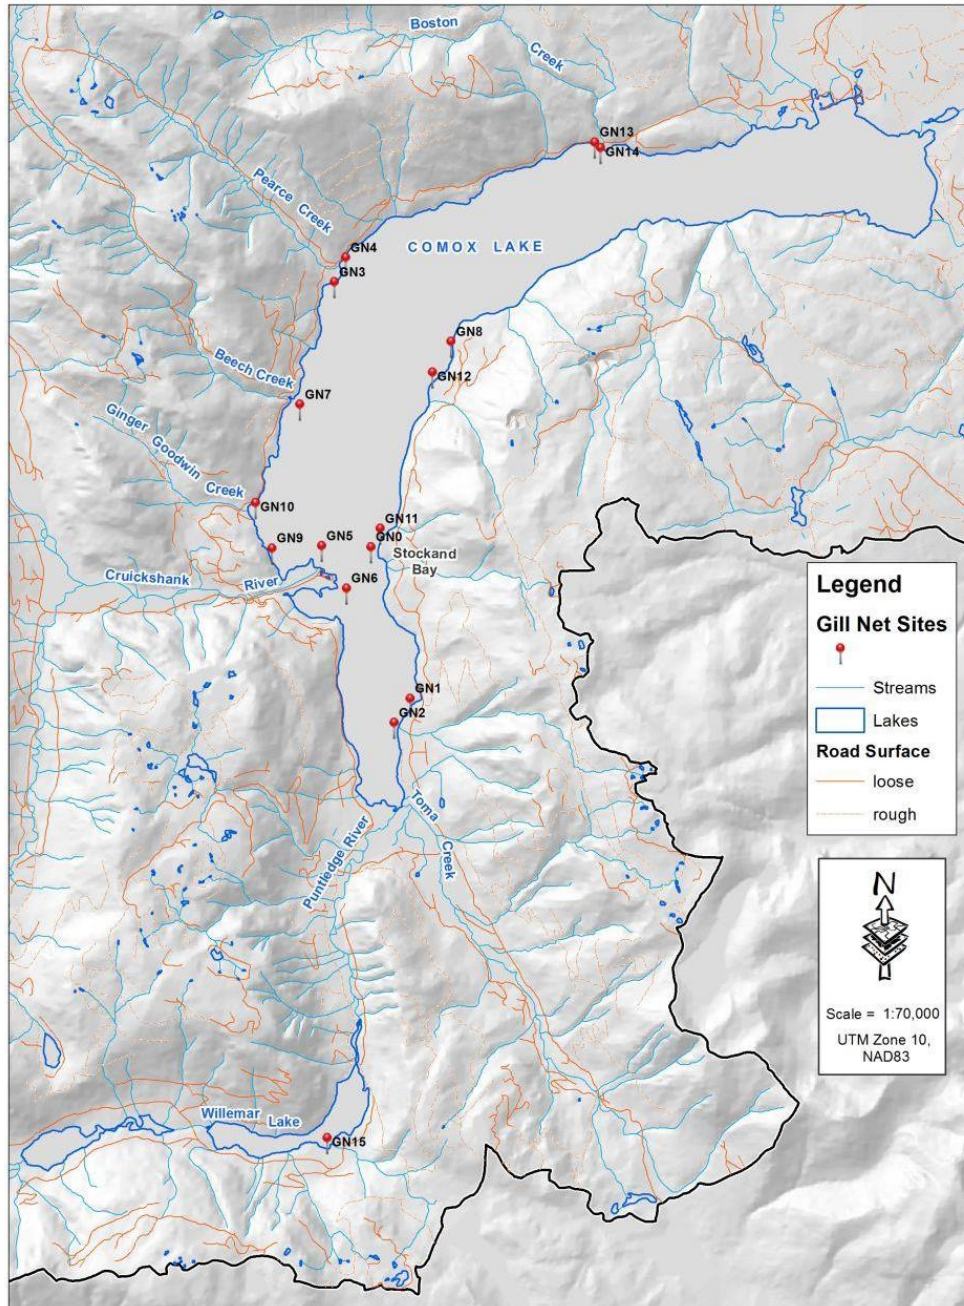 Boston
Creek
GN13
GN14
Pearce Creek
GN4
COMOX LAKE
GN3
GN8
Beech Creek
GN12
GN7
Ginger Goodwin Creek
GN10
GN11
GN9
GN5
GN0
Stockand
Bay
Cruickshank
River
GN6
Legend
Gill Net Sites
Streams
Lakes
Road Surface
loose
rough
GN1
GN2
Toma
Creek
Puntledge River
N
Scale = 1:70,000
UTM Zone 10,
NAD83
Willemar
Lake
GN15